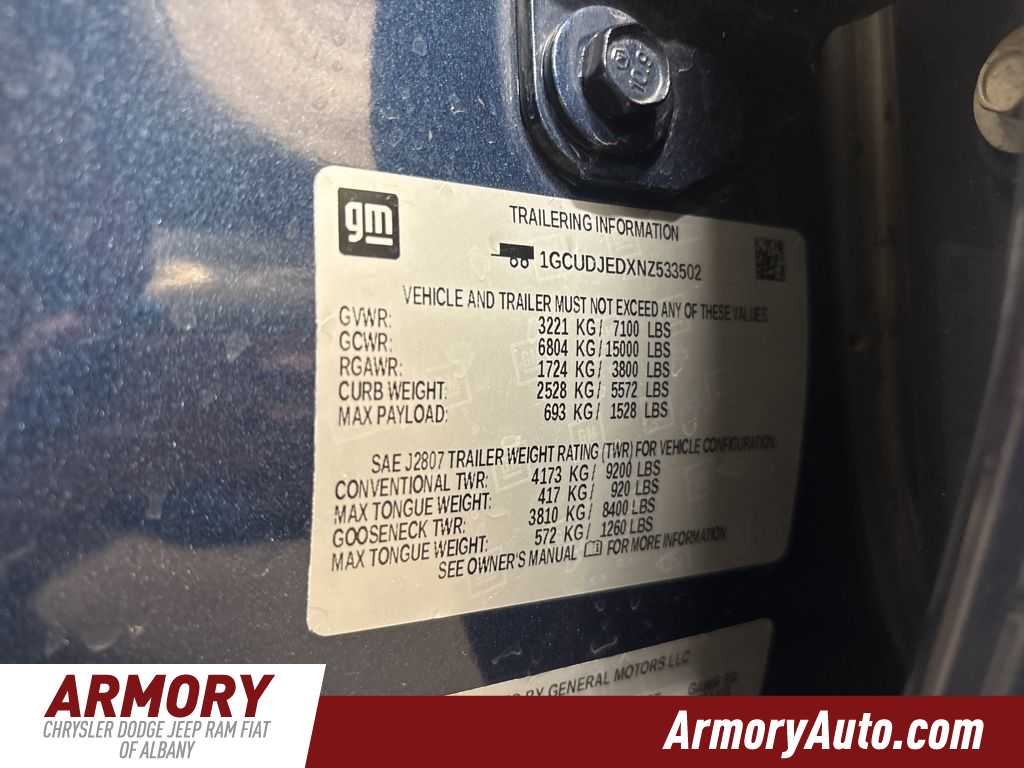 10.9
gm
TRAILERING INFORMATION
1GCUDJEDXNZ533502
VEHICLE AND TRAILER MUST NOT EXCEED ANY OF THESE VALUES.
GVWR: 3221 KG/ 7100 LBS
GCWR: 6804 KG/15000 LBS
RGAWR: 1724 KG/ 3800 LBS
CURB WEIGHT: 2528 KG/ 5572 LBS
MAX PAYLOAD: 693 KG/ 1528 LBS
SAE J2807 TRAILER WEIGHT RATING (TWR) FOR VEHICLE CONFIGURATION.
CONVENTIONAL TWR: 4173 KG/ 9200 LBS
MAX TONGUE WEIGHT: 417 KG/ 920 LBS
GOOSENECK TWR: 3810 KG/ 8400 LBS
MAX TONGUE WEIGHT: 572 KG/ 1260 LBS
SEE OWNER'S MANUAL FOR MORE INFORMATION
BY GENERAL MOTORS LLC
ARMORY
CHRYSLER DODGE JEEP RAM FIAT
OF ALBANY
ArmoryAuto.com